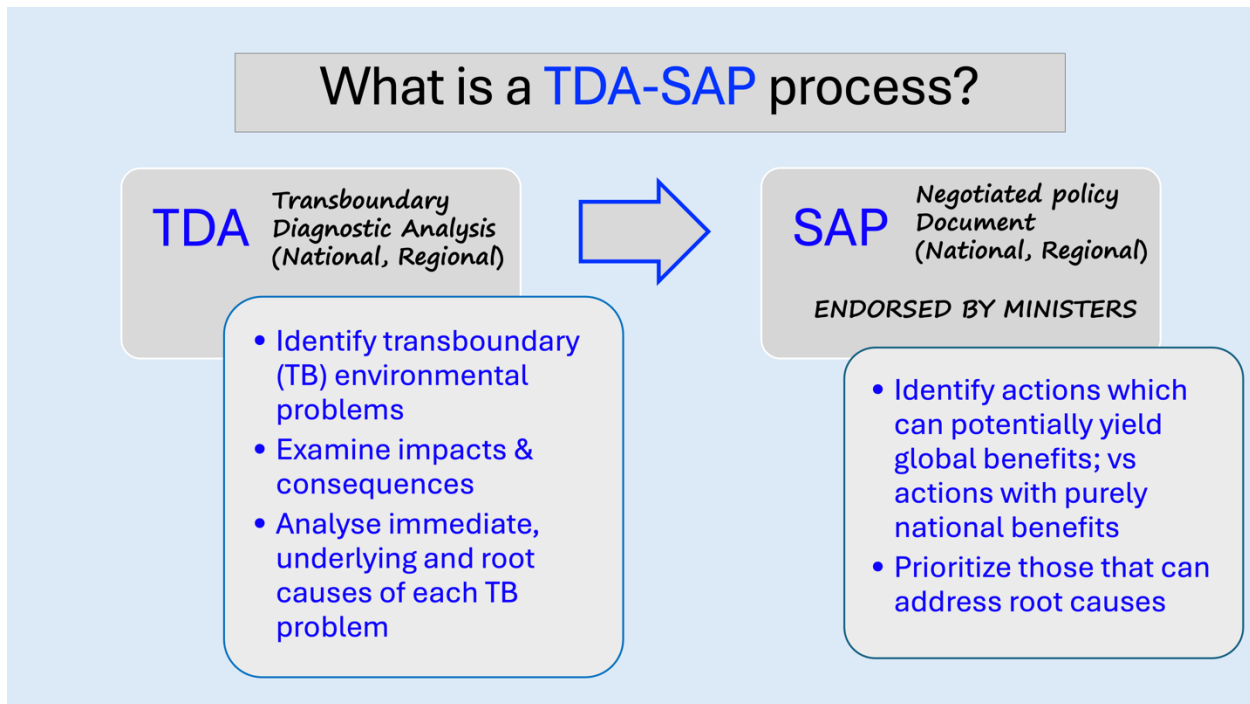 What is a TDA-SAP process?
TDA
Transboundary
Diagnostic Analysis
(National, Regional)
• Identify transboundary
(TB) environmental
problems
• Examine impacts &
consequences
• Analyse immediate,
underlying and root
causes of each TB
problem
SAP
Negotiated policy
Document
(National, Regional)
ENDORSED BY MINISTERS
• Identify actions which
can potentially yield
global benefits; vs
actions with purely
national benefits
• Prioritize those that can
address root causes